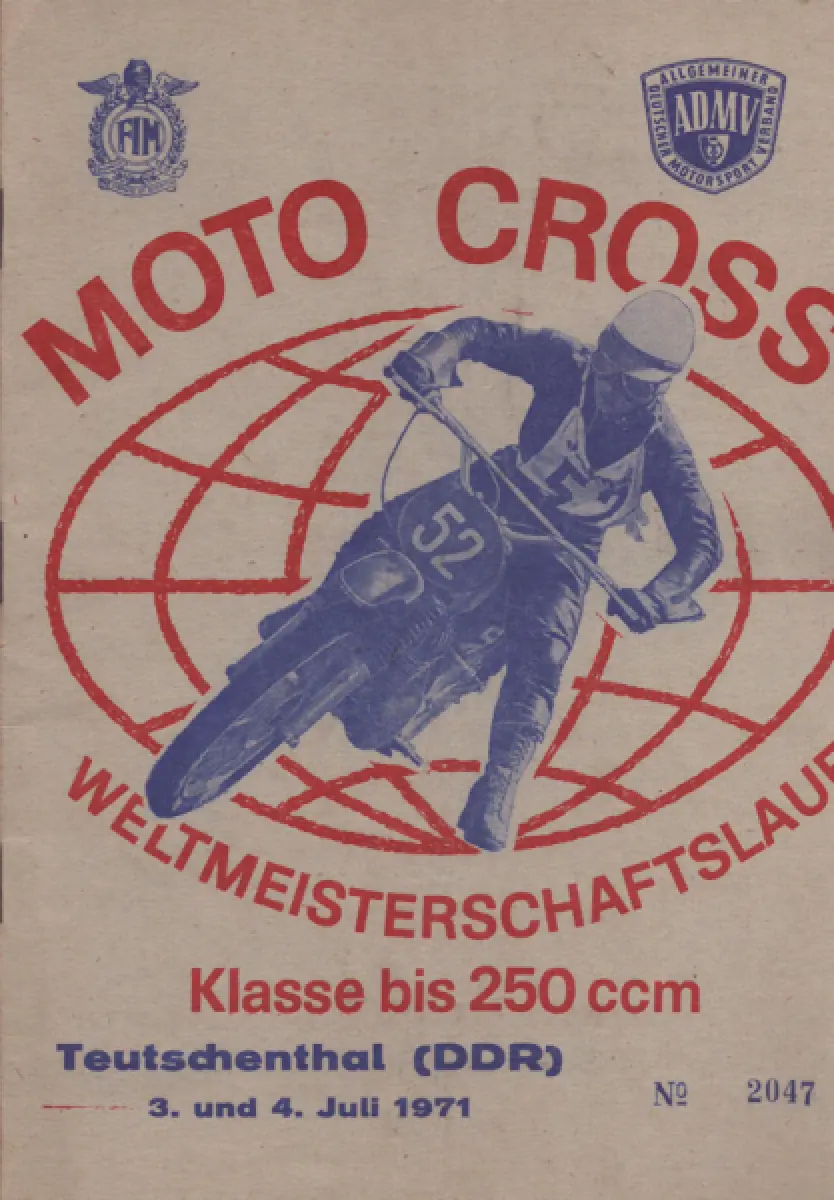 FIM
ALLGEMEINER
DEUTSCHER MOTORSPORT VERBAND
ADMV
MOTO CROSS
52
WELTMEISTERSCHAFTSLAUF
Klasse bis 250 ccm
Teutschenthal (DDR)
3. und 4. Juli 1971
Nº 2047